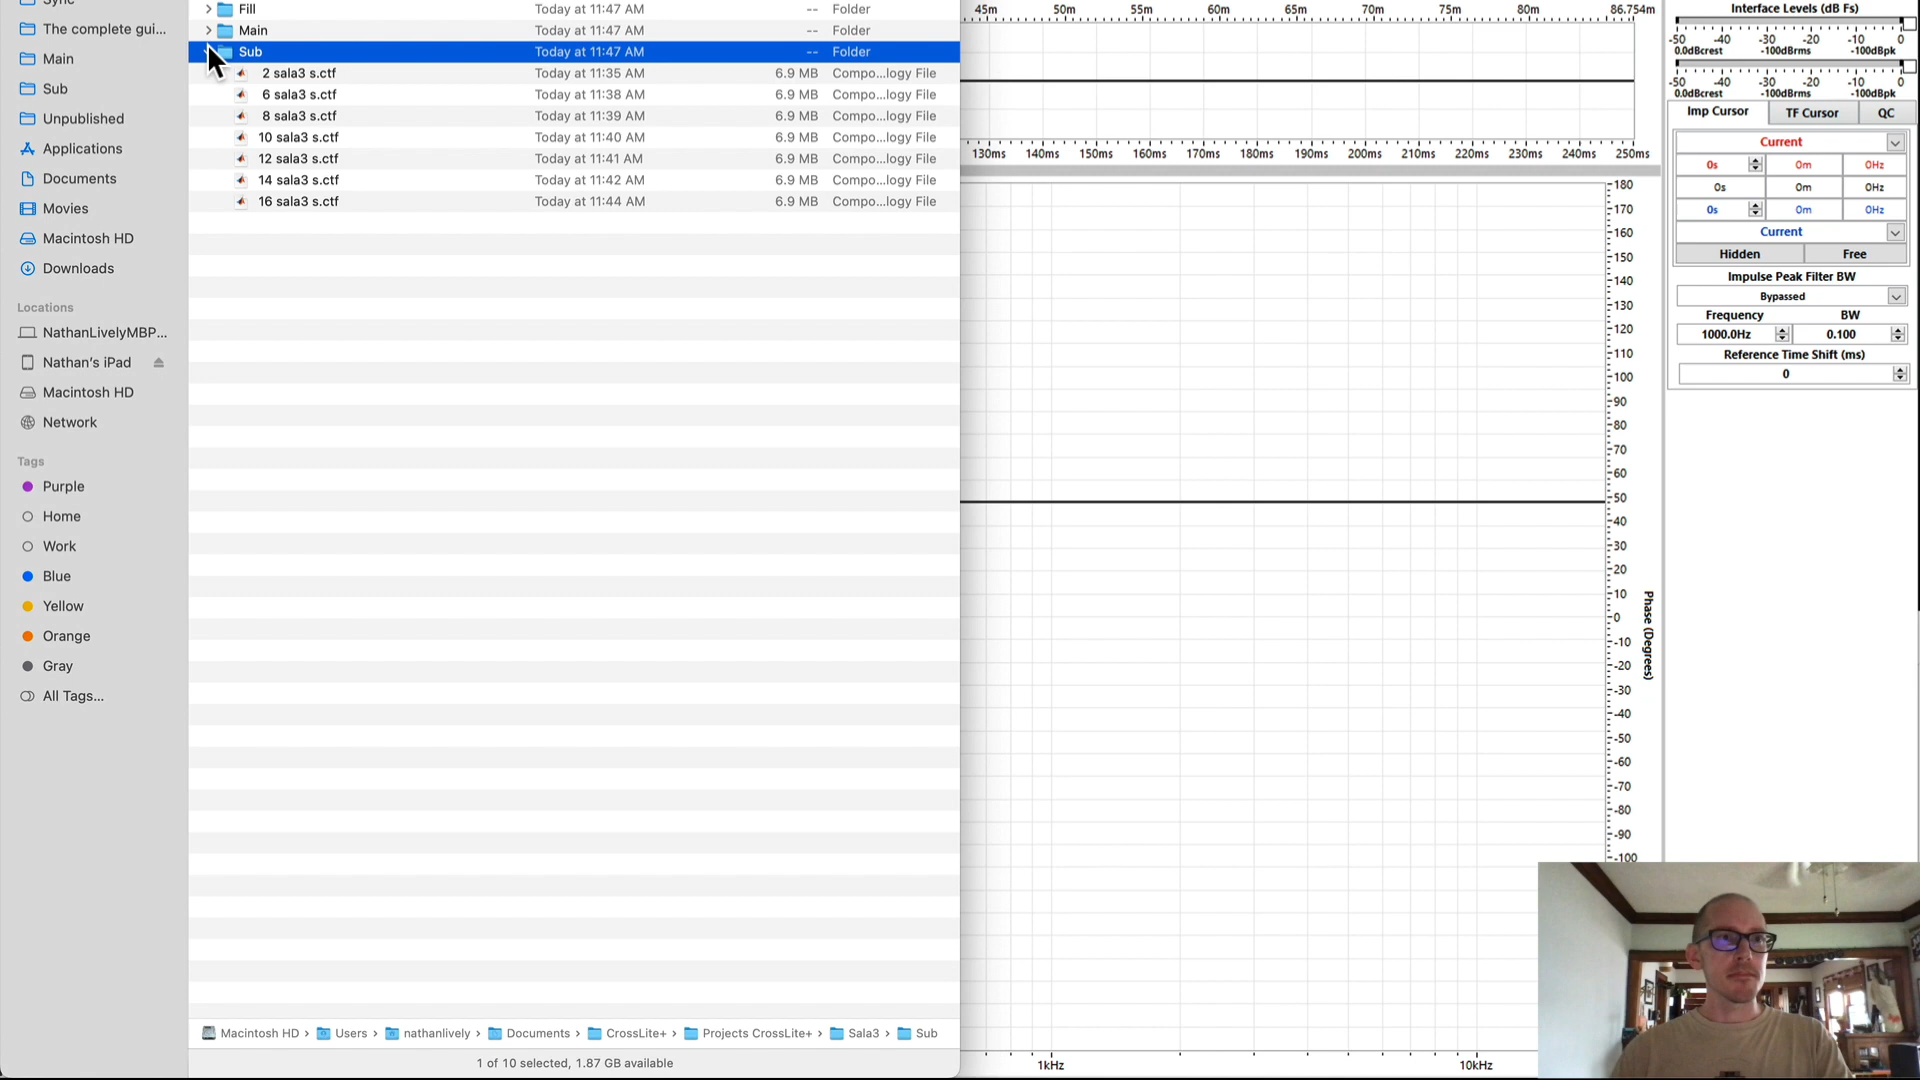 Sync
The complete gui...
Main
Sub
Unpublished
Applications
Documents
Movies
Macintosh HD
Downloads
Locations
NathanLivelyMBP...
Nathan's iPad
Macintosh HD
Network
Tags
Purple
Home
Work
Blue
Yellow
Orange
Gray
All Tags...
Fill Today at 11:47 AM -- Folder
Main Today at 11:47 AM -- Folder
Sub Today at 11:47 AM -- Folder
2 sala3 s.ctf Today at 11:35 AM 6.9 MB Compo...logy File
6 sala3 s.ctf Today at 11:38 AM 6.9 MB Compo...logy File
8 sala3 s.ctf Today at 11:39 AM 6.9 MB Compo...logy File
10 sala3 s.ctf Today at 11:40 AM 6.9 MB Compo...logy File
12 sala3 s.ctf Today at 11:41 AM 6.9 MB Compo...logy File
14 sala3 s.ctf Today at 11:42 AM 6.9 MB Compo...logy File
16 sala3 s.ctf Today at 11:44 AM 6.9 MB Compo...logy File
Macintosh HD › Users › nathanlively › Documents › CrossLite+ › Projects CrossLite+ › Sala3 › Sub
1 of 10 selected, 1.87 GB available
45m 50m 55m 60m 65m 70m 75m 80m 86.754m
130ms 140ms 150ms 160ms 170ms 180ms 190ms 200ms 210ms 220ms 230ms 240ms 250ms
180
170
160
150
140
130
120
110
100
90
80
70
60
50
40
30
20
10
0
-10
-20
-30
-40
-50
-60
-70
-80
-90
-100
Phase (Degrees)
1kHz 10kHz
Interface Levels (dB Fs)
-50 -40 -30 -20 -10 0
0.0dBcrest -100dBrms -100dBpk
-50 -40 -30 -20 -10 0
0.0dBcrest -100dBrms -100dBpk
Imp Cursor TF Cursor QC
Current
0s 0m 0Hz
0s 0m 0Hz
0s 0m 0Hz
Current
Hidden Free
Impulse Peak Filter BW
Bypassed
Frequency BW
1000.0Hz 0.100
Reference Time Shift (ms)
0